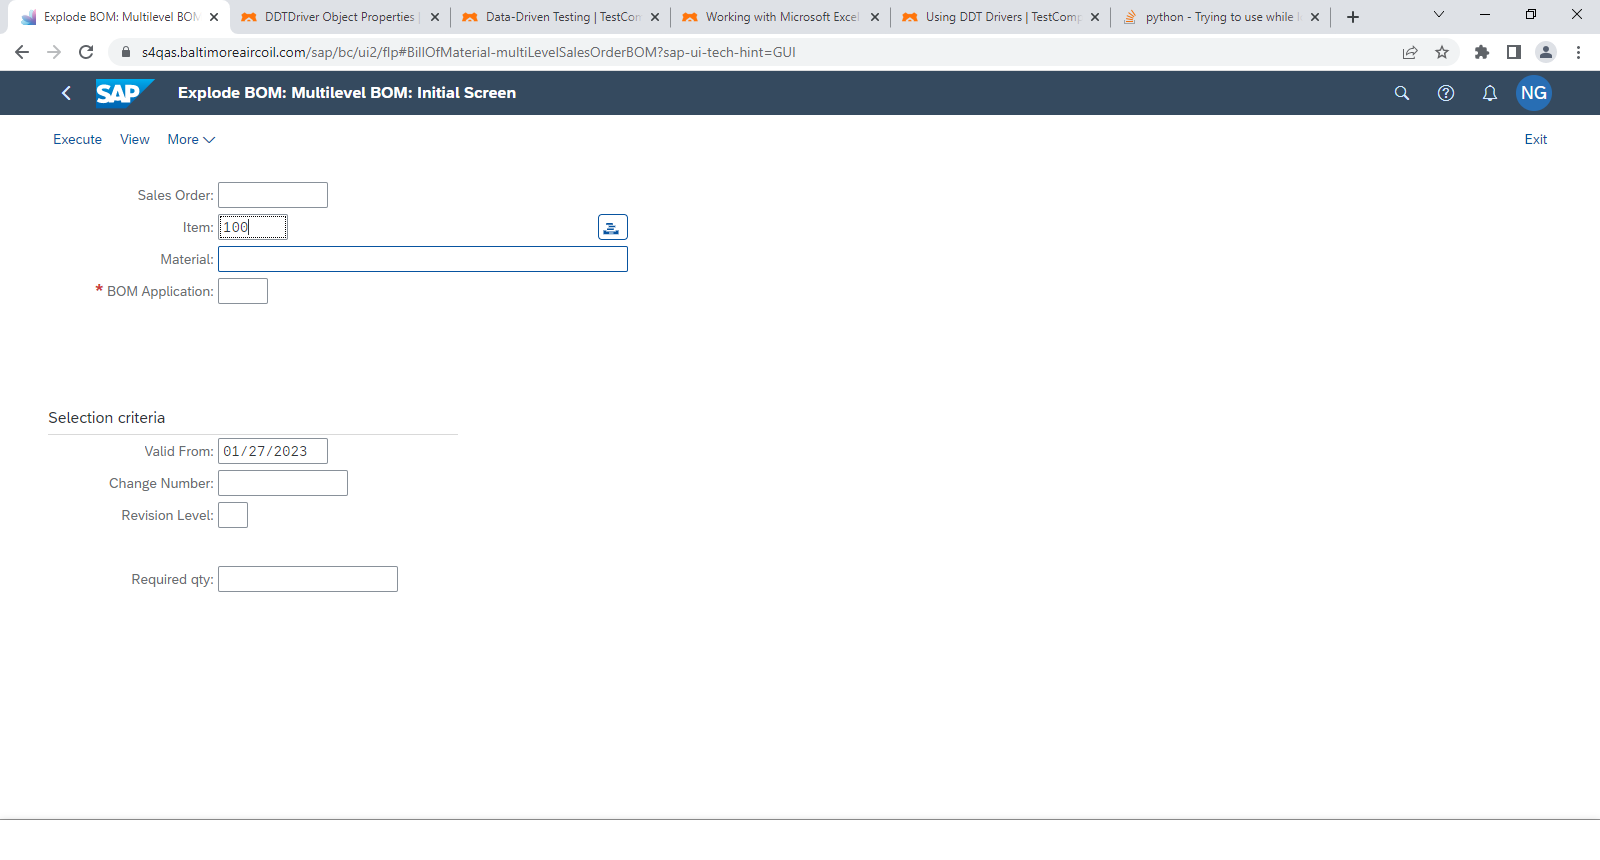 Explode BOM: Multilevel BOM
DDTDriver Object Properties |
Data-Driven Testing | TestCom
Working with Microsoft Excel
Using DDT Drivers | TestComp
python - Trying to use while l
s4qas.baltimoreaircoil.com/sap/bc/ui2/flp#BillOfMaterial-multiLevelSalesOrderBOM?sap-ui-tech-hint=GUI
SAP
Explode BOM: Multilevel BOM: Initial Screen
NG
Execute View More
Exit
Sales Order:
Item: 100
Material:
* BOM Application:
Selection criteria
Valid From: 01/27/2023
Change Number:
Revision Level:
Required qty: